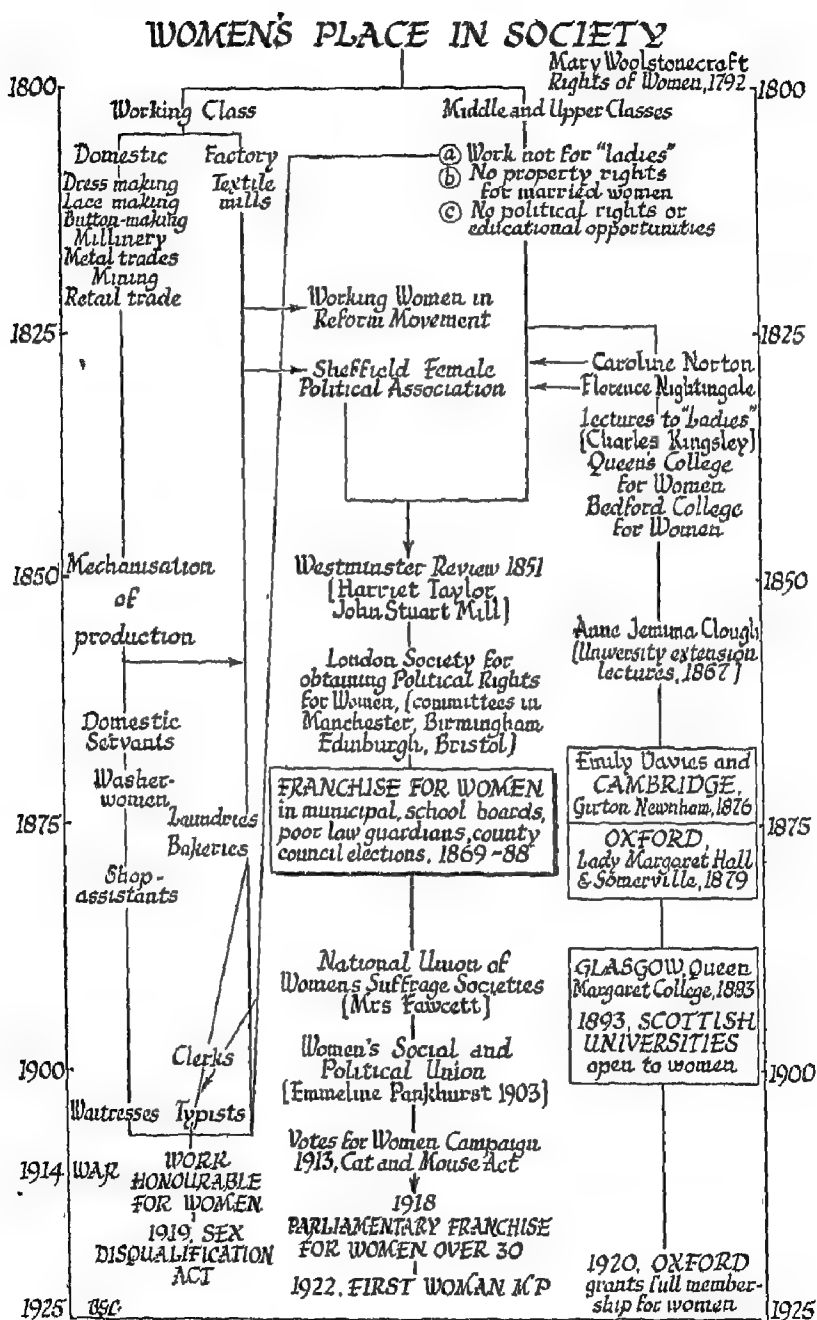 WOMEN'S PLACE IN SOCIETY
Mary Woolstonecraft
Rights of Women, 1792
1800
1800
Working Class
Middle and Upper Classes
Domestic
Dress making
Lace making
Button-making
Millinery
Metal trades
Mining
Retail trade
Factory
Textile
mills
ⓐ Work not for "ladies"
ⓑ No property rights
for married women
ⓒ No political rights or
educational opportunities
Working Women in
Reform Movement
1825
1825
Sheffield Female
Political Association
Caroline Norton
Florence Nightingale
Lectures to "Ladies"
[Charles Kingsley]
Queen's College
for Women
Bedford College
for Women
1850
1850
Mechanisation
of
production
Westminster Review 1851
[Harriet Taylor
John Stuart Mill]
Anne Jemima Clough
[University extension
lectures, 1867]
London Society for
obtaining Political Rights
for Women, [committees in
Manchester, Birmingham
Edinburgh, Bristol]
Domestic
Servants
Washer-
women
Laundries
Bakeries
Shop-
assistants
FRANCHISE FOR WOMEN
in municipal, school boards,
poor law guardians, county
council elections, 1869-88
Emily Davies and
CAMBRIDGE,
Girton Newnham, 1876
1875
1875
OXFORD,
Lady Margaret Hall
& Somerville, 1879
National Union of
Womens Suffrage Societies
[Mrs Fawcett]
GLASGOW, Queen
Margaret College, 1883
1893, SCOTTISH
UNIVERSITIES
open to women
Clerks
Women's Social and
Political Union
[Emmeline Pankhurst 1903]
1900
1900
Waitresses
Typists
Votes for Women Campaign
1913, Cat and Mouse Act
1914 WAR
WORK
HONOURABLE
FOR WOMEN
1919, SEX
DISQUALIFICATION
ACT
1918
PARLIAMENTARY FRANCHISE
FOR WOMEN OVER 30
1922, FIRST WOMAN MP
1920, OXFORD
grants full member-
ship for women
1925
1925